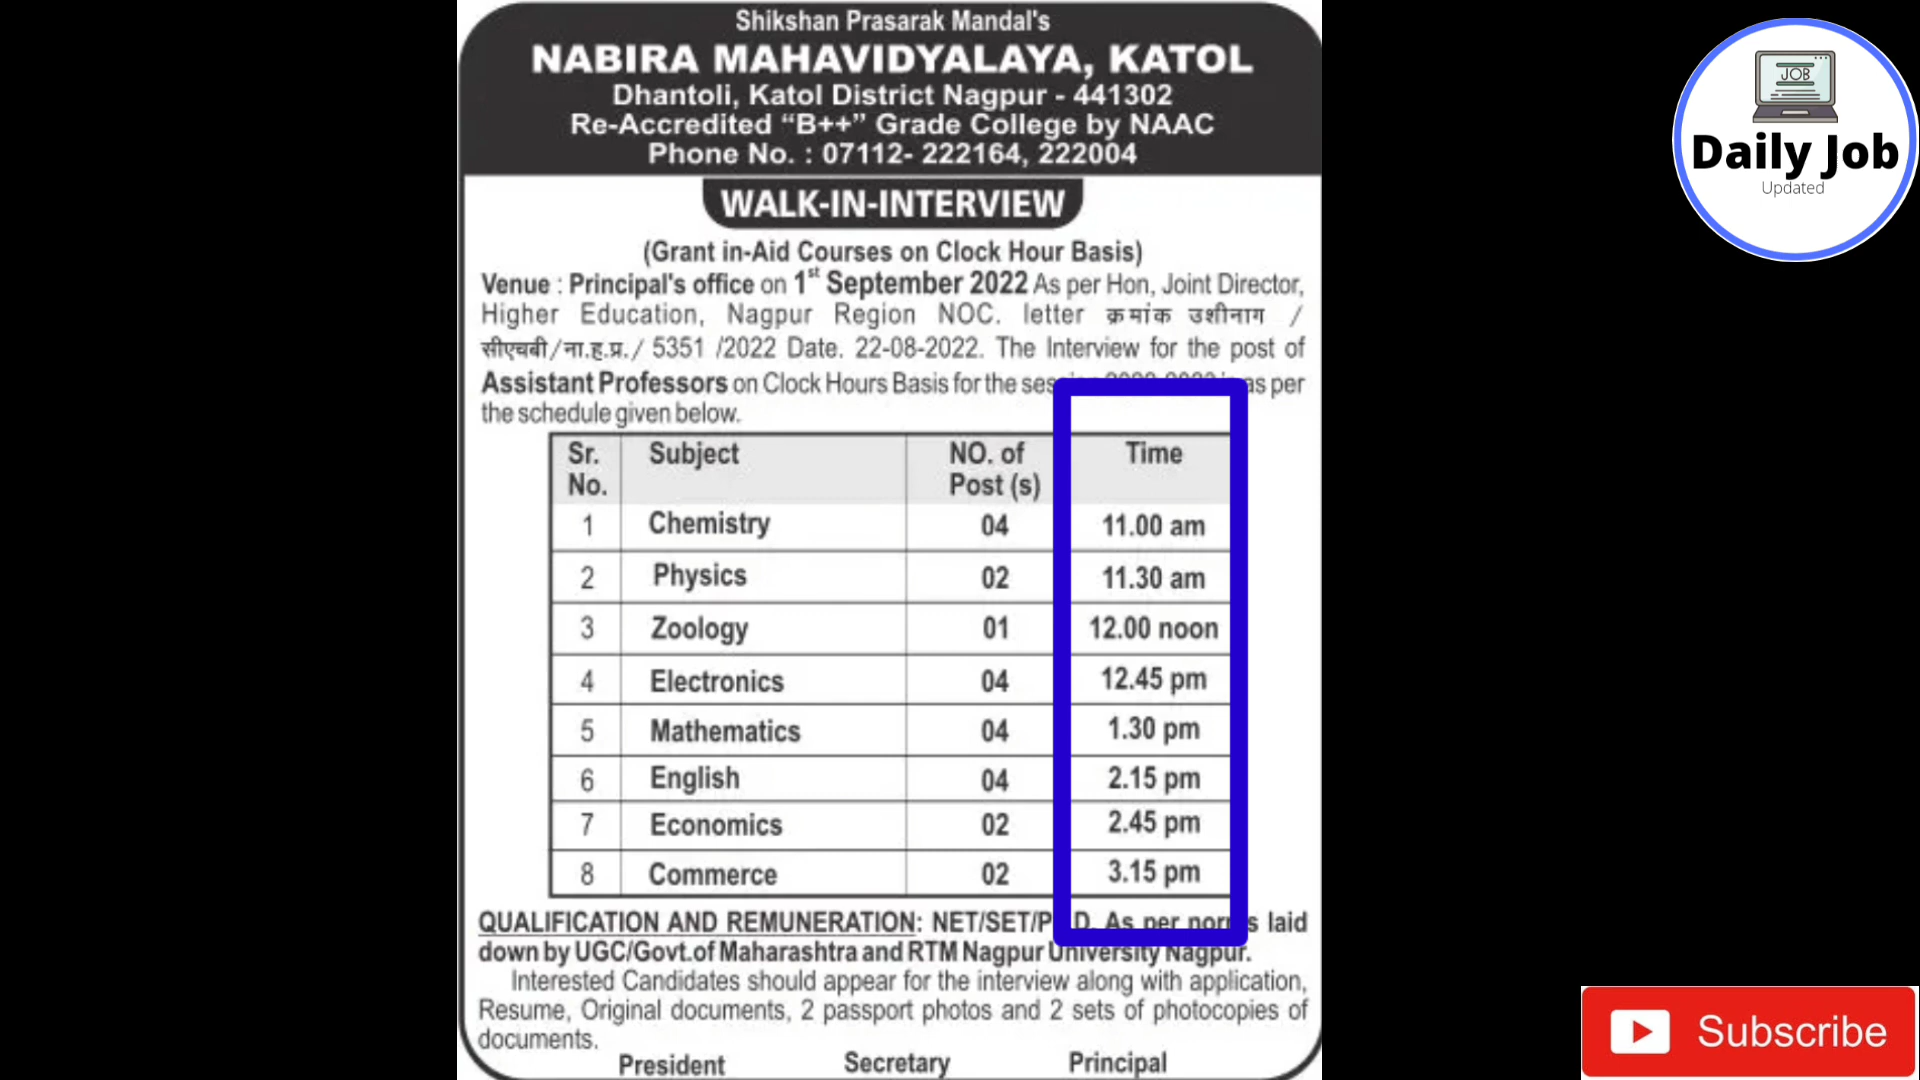 Shikshan Prasarak Mandal's
NABIRA MAHAVIDYALAYA, KATOL
Dhantoli, Katol District Nagpur - 441302
Re-Accredited “B++” Grade College by NAAC
Phone No. : 07112- 222164, 222004
WALK-IN-INTERVIEW
(Grant in-Aid Courses on Clock Hour Basis)
Venue : Principal's office on 1st September 2022 As per Hon, Joint Director,
Higher Education, Nagpur Region NOC. letter क्रमांक उशीनाग /
सीएचबी/ना.ह.प्र./ 5351 /2022 Date. 22-08-2022. The Interview for the post of
Assistant Professors on Clock Hours Basis for the as per
the schedule given below.
Sr. No. Subject NO. of Post (s) Time
1 Chemistry 04 11.00 am
2 Physics 02 11.30 am
3 Zoology 01 12.00 noon
4 Electronics 04 12.45 pm
5 Mathematics 04 1.30 pm
6 English 04 2.15 pm
7 Economics 02 2.45 pm
8 Commerce 02 3.15 pm
QUALIFICATION AND REMUNERATION: NET/SET/ As per laid
down by UGC/Govt.of Maharashtra and RTM Nagpur University Nagpur.
Interested Candidates should appear for the interview along with application,
Resume, Original documents, 2 passport photos and 2 sets of photocopies of
documents.
President Secretary Principal
JOB
Daily Job
Updated
Subscribe